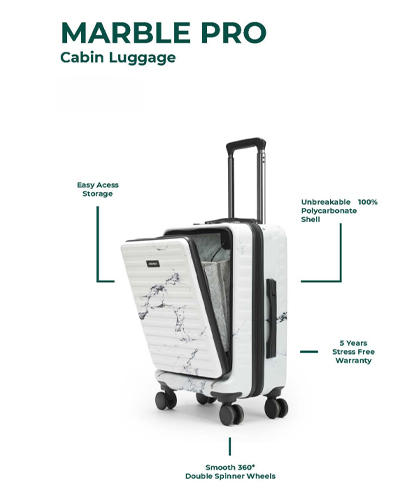 MARBLE PRO
Cabin Luggage
Easy Acess
Storage
Unbreakable 100%
Polycarbonate
Shell
5 Years
Stress Free
Warranty
Smooth 360°
Double Spinner Wheels